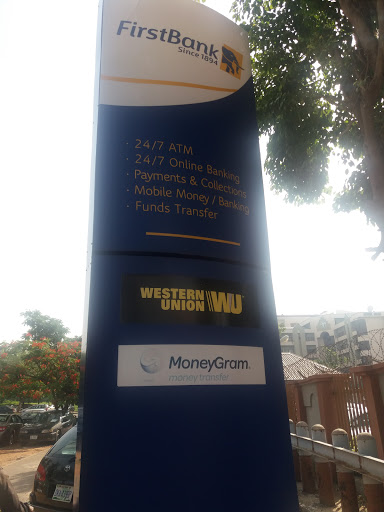 FirstBank
Since 1894
· 24/7 ATM
· 24/7 Online Banking
· Payments & Collections
· Mobile Money / Banking
· Funds Transfer
WESTERN UNION WU
MoneyGram
money transfer